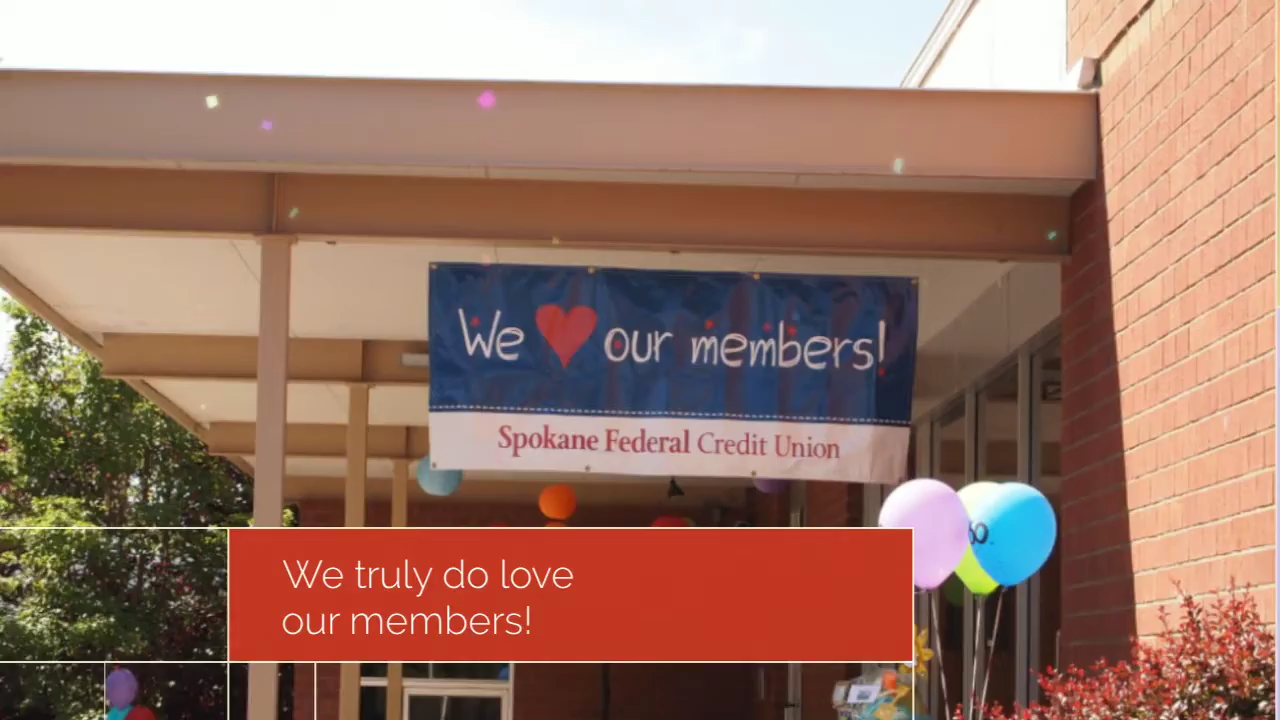 We ❤ our members!
Spokane Federal Credit Union
We truly do love
our members!